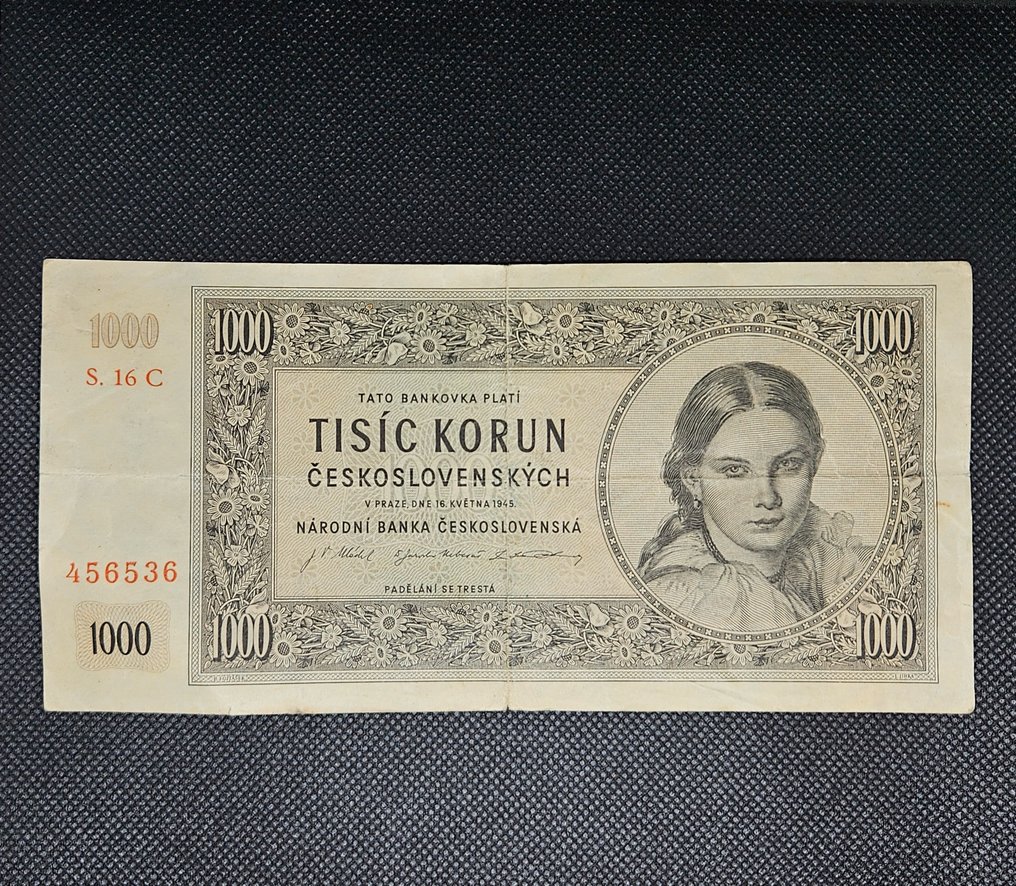 1000
S. 16 C
456536
1000
1000
1000
TATO BANKOVKA PLATÍ
TISÍC KORUN
ČESKOSLOVENSKÝCH
V PRAZE, DNE 16. KVĚTNA 1945.
NÁRODNÍ BANKA ČESKOSLOVENSKÁ
PADĚLÁNÍ SE TRESTÁ
1000
1000